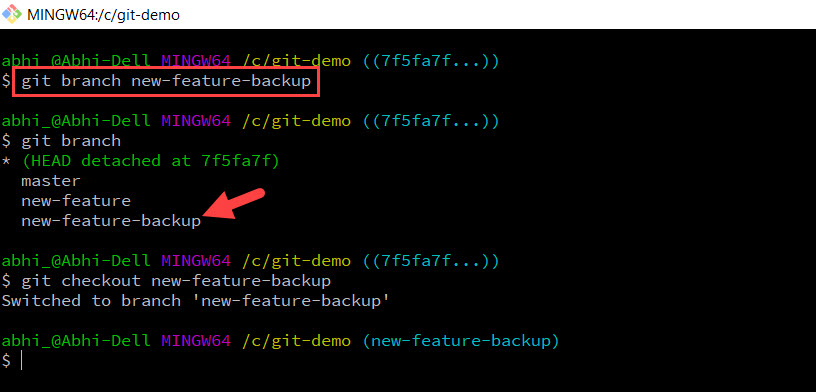 MINGW64:/c/git-demo
abhi_@Abhi-Dell MINGW64 /c/git-demo ((7f5fa7f...))
$ git branch new-feature-backup
abhi_@Abhi-Dell MINGW64 /c/git-demo ((7f5fa7f...))
$ git branch
* (HEAD detached at 7f5fa7f)
master
new-feature
new-feature-backup
abhi_@Abhi-Dell MINGW64 /c/git-demo ((7f5fa7f...))
$ git checkout new-feature-backup
Switched to branch 'new-feature-backup'
abhi_@Abhi-Dell MINGW64 /c/git-demo (new-feature-backup)
$